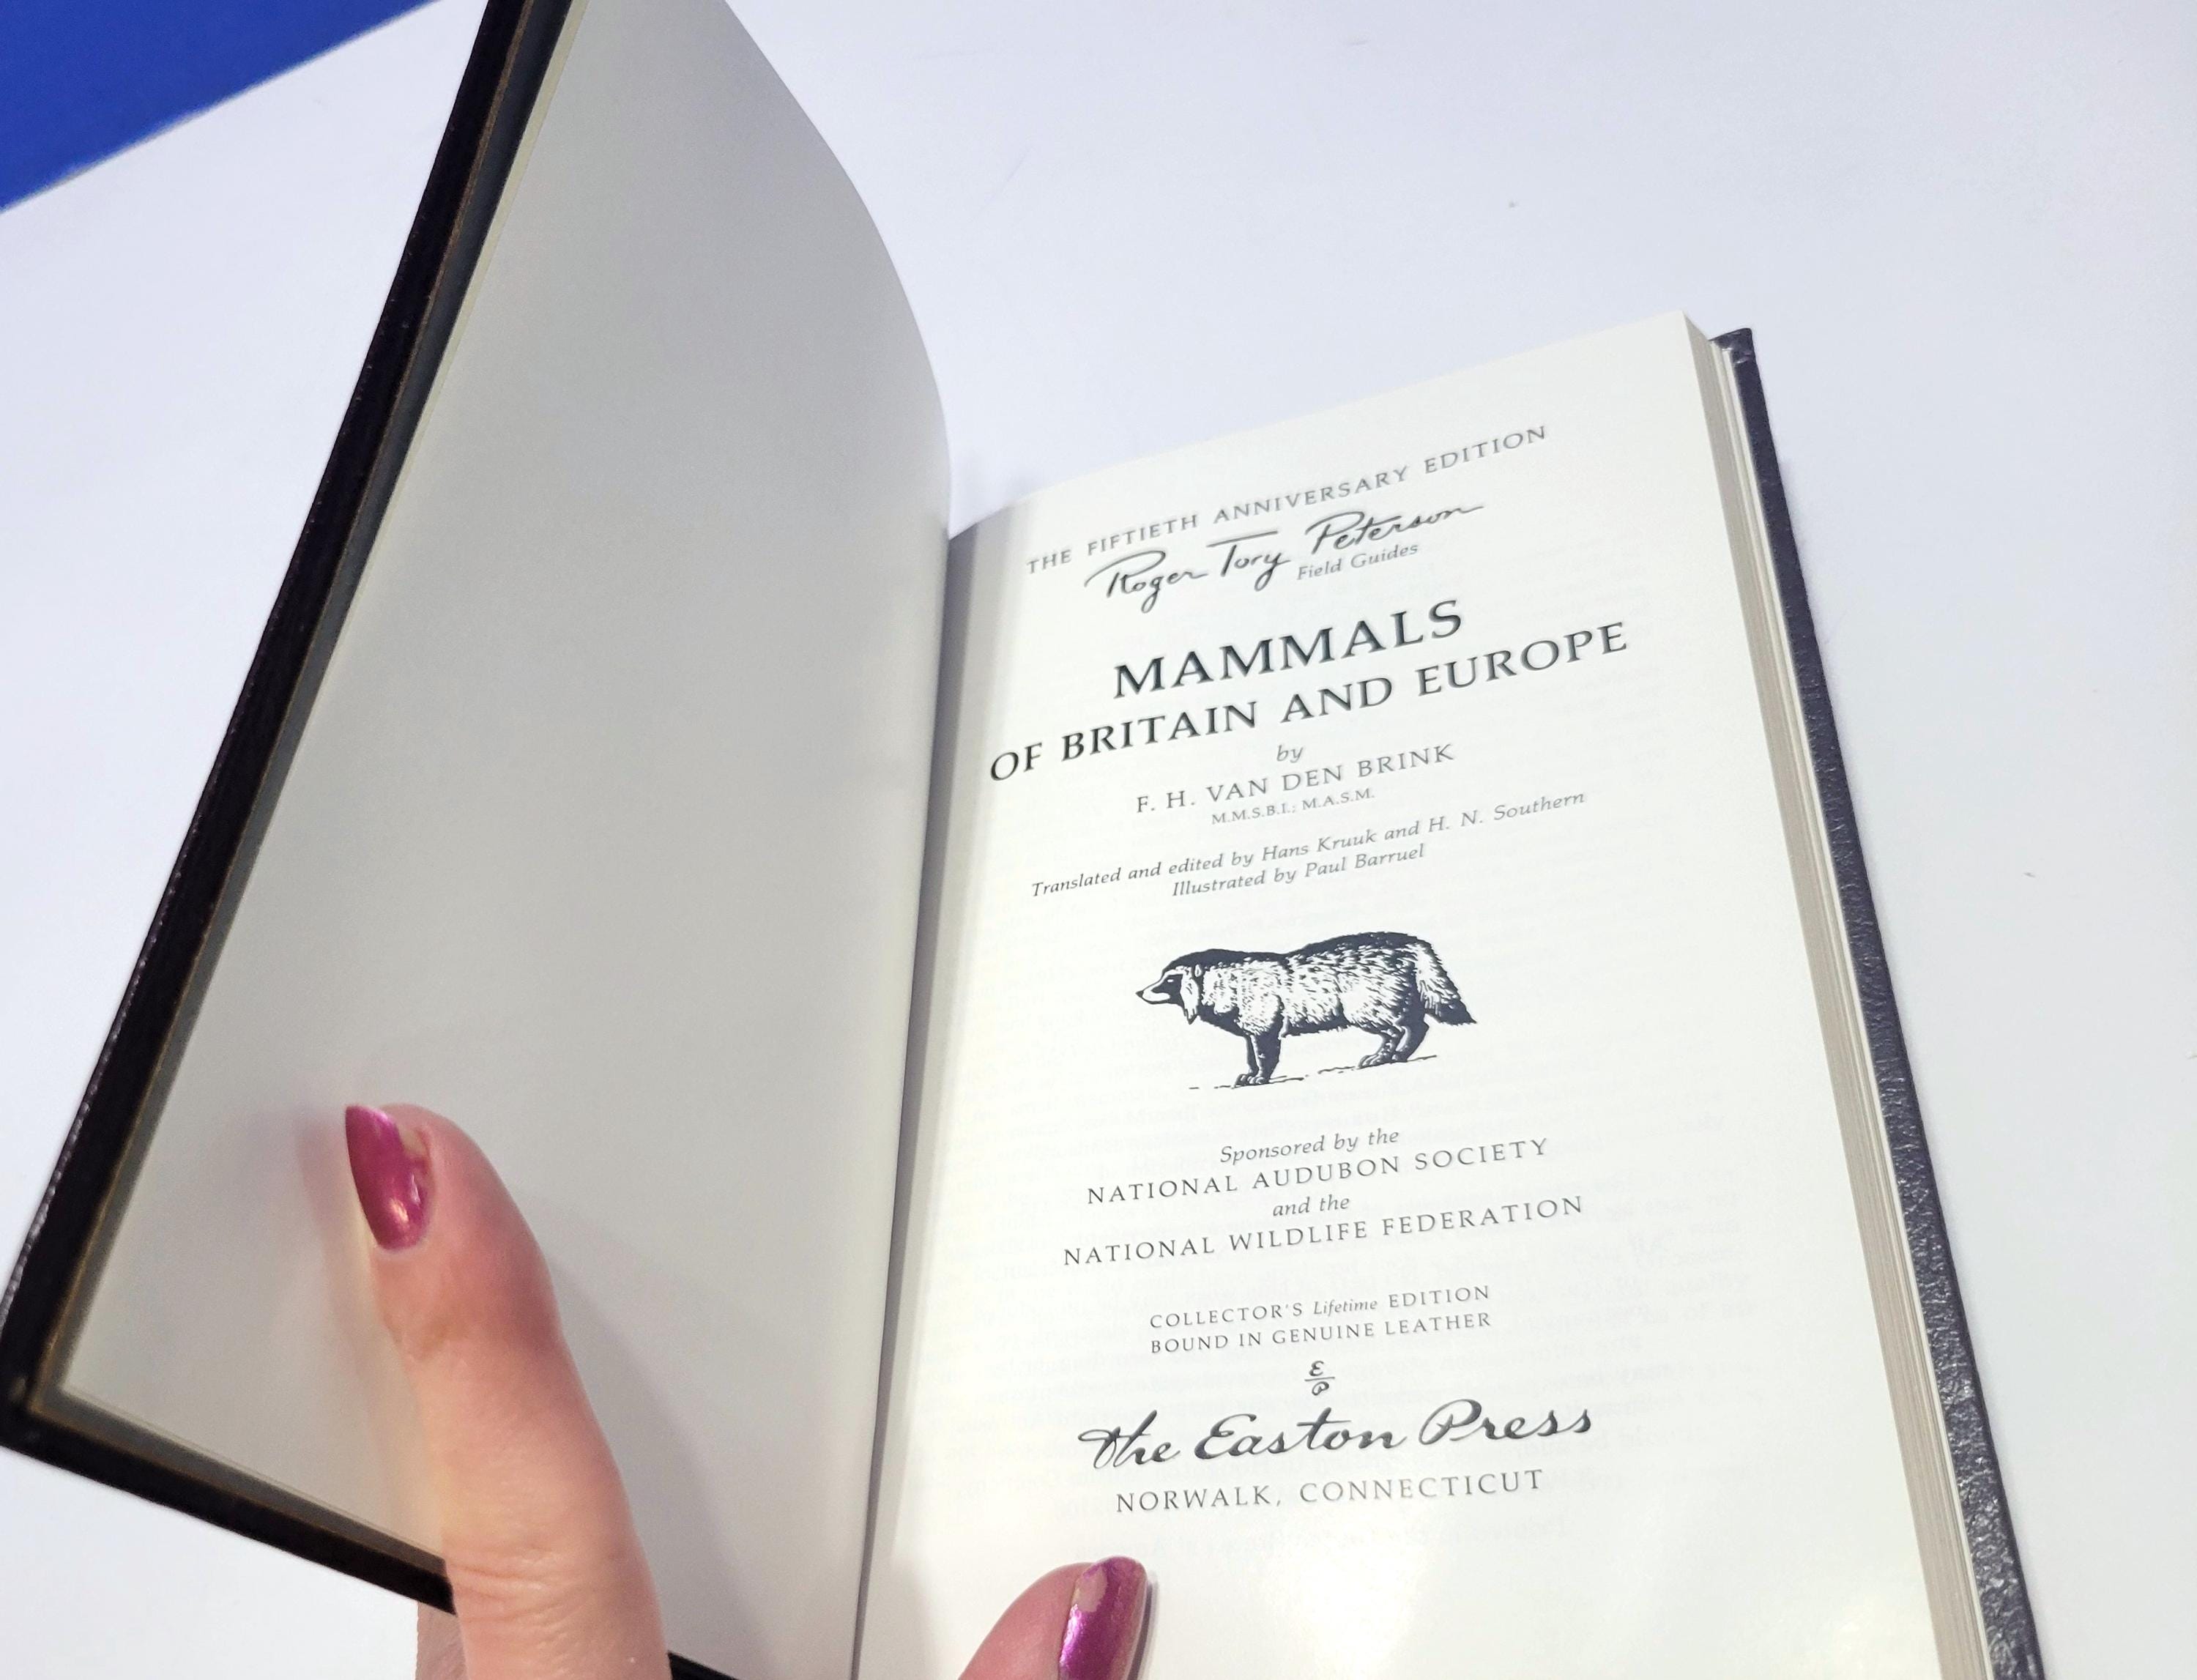 THE FIFTIETH ANNIVERSARY EDITION
Roger Tory Peterson
Field Guides
MAMMALS
OF BRITAIN AND EUROPE
by
F. H. VAN DEN BRINK
M.M.S.B.I.; M.A.S.M.
Translated and edited by Hans Kruuk and H. N. Southern
Illustrated by Paul Barruel
Sponsored by the
NATIONAL AUDUBON SOCIETY
and the
NATIONAL WILDLIFE FEDERATION
COLLECTOR'S Lifetime EDITION
BOUND IN GENUINE LEATHER
E
P
The Easton Press
NORWALK, CONNECTICUT